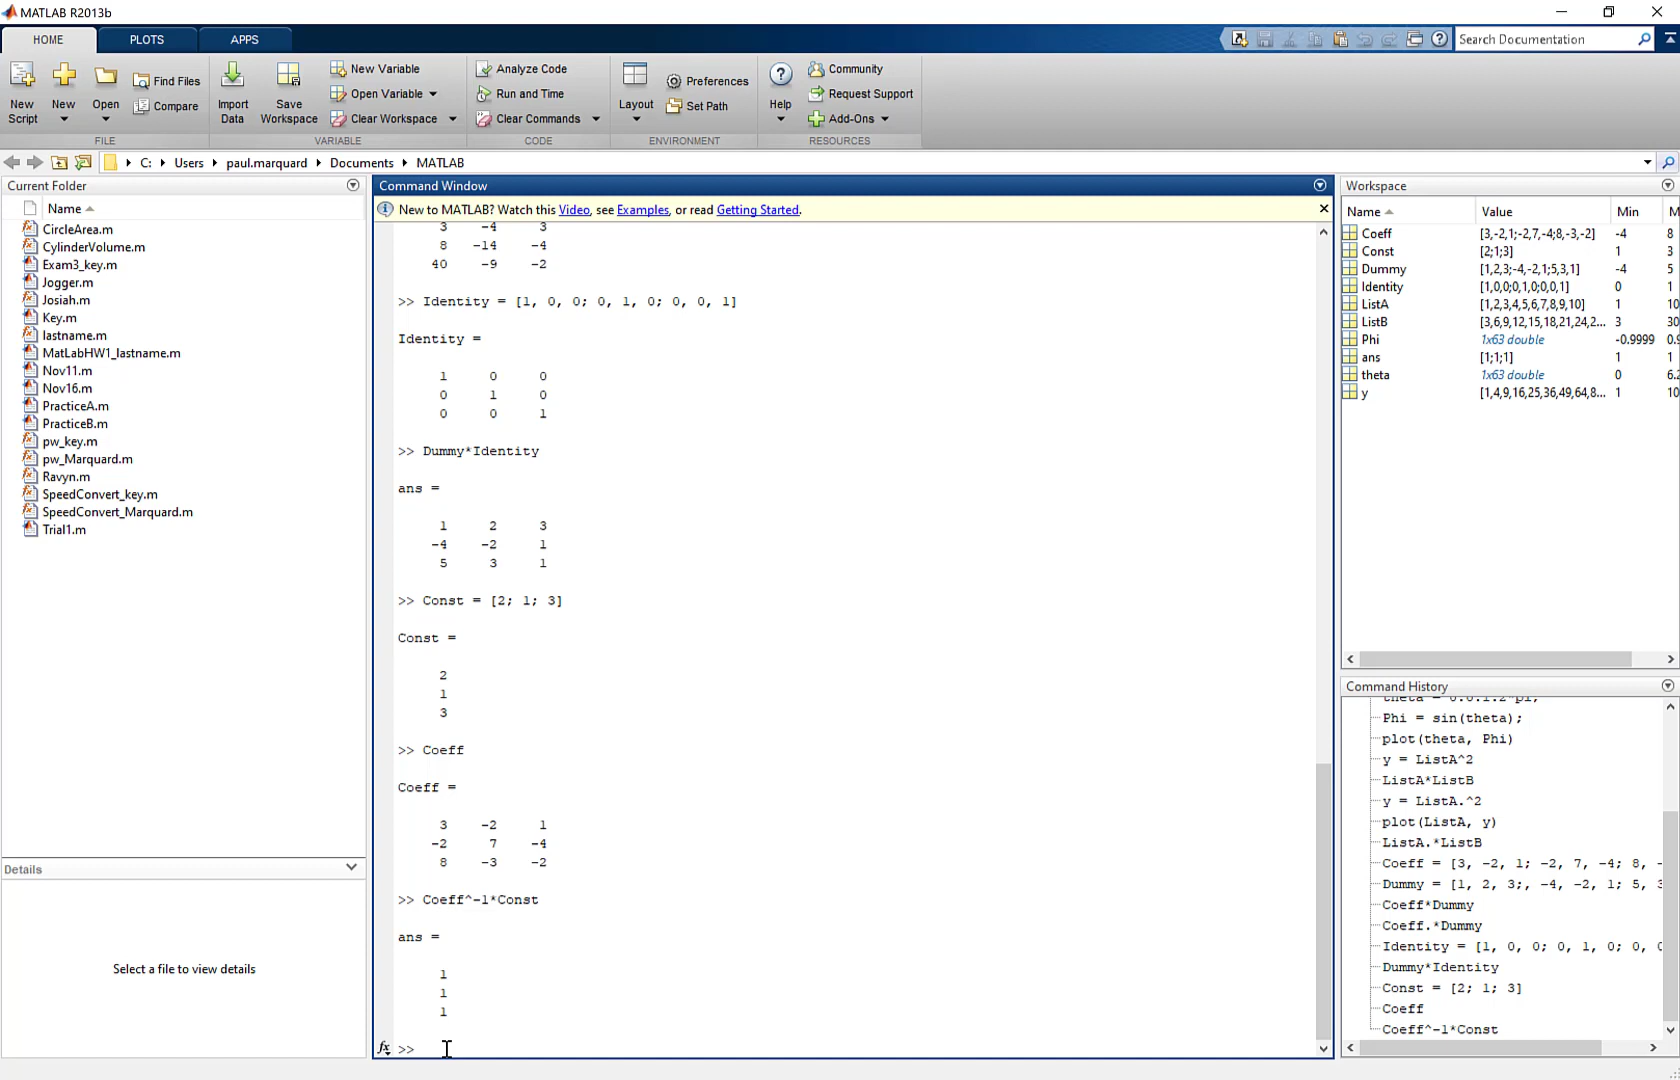 MATLAB R2013b
HOME
PLOTS
APPS
Search Documentation
New
Script
New
Open
Find Files
Compare
Import
Data
Save
Workspace
New Variable
Open Variable
Clear Workspace
Analyze Code
Run and Time
Clear Commands
Layout
Preferences
Set Path
Help
Community
Request Support
Add-Ons
FILE
VARIABLE
CODE
ENVIRONMENT
RESOURCES
C: Users paul.marquard Documents MATLAB
Current Folder
Name
CircleArea.m
CylinderVolume.m
Exam3_key.m
Jogger.m
Josiah.m
Key.m
lastname.m
MatLabHW1_lastname.m
Nov11.m
Nov16.m
PracticeA.m
PracticeB.m
pw_key.m
pw_Marquard.m
Ravyn.m
SpeedConvert_key.m
SpeedConvert_Marquard.m
Trial1.m
Details
Select a file to view details
Command Window
New to MATLAB? Watch this Video, see Examples, or read Getting Started.
3 -4 3
8 -14 -4
40 -9 -2
>> Identity = [1, 0, 0; 0, 1, 0; 0, 0, 1]
Identity =
1 0 0
0 1 0
0 0 1
>> Dummy*Identity
ans =
1 2 3
-4 -2 1
5 3 1
>> Const = [2; 1; 3]
Const =
2
1
3
>> Coeff
Coeff =
3 -2 1
-2 7 -4
8 -3 -2
>> Coeff^-1*Const
ans =
1
1
1
fx >>
Workspace
Name Value Min M
Coeff [3,-2,1;-2,7,-4;8,-3,-2] -4 8
Const [2;1;3] 1 3
Dummy [1,2,3;-4,-2,1;5,3,1] -4 5
Identity [1,0,0;0,1,0;0,0,1] 0 1
ListA [1,2,3,4,5,6,7,8,9,10] 1 10
ListB [3,6,9,12,15,18,21,24,2... 3 30
Phi 1x63 double -0.9999 0.9
ans [1;1;1] 1 1
theta 1x63 double 0 6.2
y [1,4,9,16,25,36,49,64,8... 1 10
Command History
Phi = sin(theta);
plot(theta, Phi)
y = ListA^2
ListA*ListB
y = ListA.^2
plot(ListA, y)
ListA.*ListB
Coeff = [3, -2, 1; -2, 7, -4; 8, -
Dummy = [1, 2, 3;, -4, -2, 1; 5, 3
Coeff*Dummy
Coeff.*Dummy
Identity = [1, 0, 0; 0, 1, 0; 0,
Dummy*Identity
Const = [2; 1; 3]
Coeff
Coeff^-1*Const